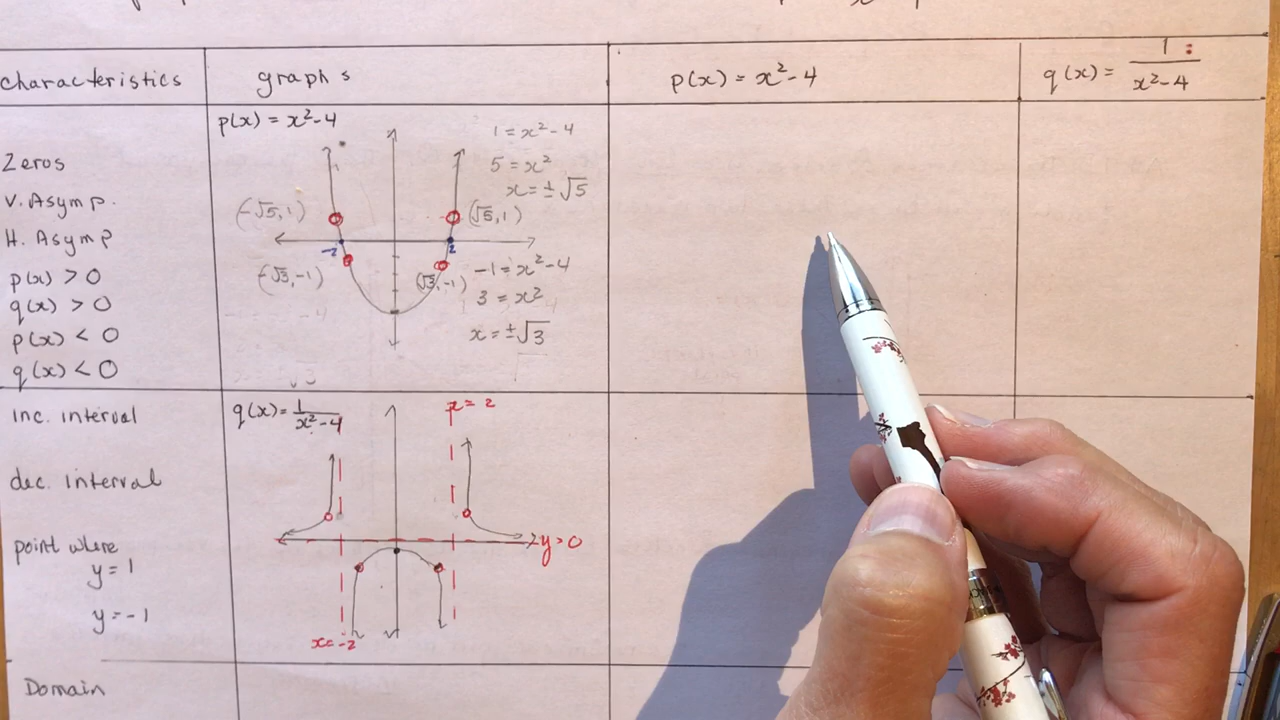 characteristics
graphs
p(x) = x²-4
q(x) = 1/(x²-4)
Zeros
V. Asymp.
H. Asymp
p(x) > 0
q(x) > 0
p(x) < 0
q(x) < 0
p(x) = x²-4
1 = x²-4
5 = x²
x = ±√5
(-√5, 1)
(√5, 1)
-2
2
(-√3, -1)
(√3, -1)
-1 = x²-4
3 = x²
x = ±√3
inc. interval
dec. interval
point where
y = 1
y = -1
q(x) = 1/(x²-4)
x = 2
y = 0
x = -2
Domain